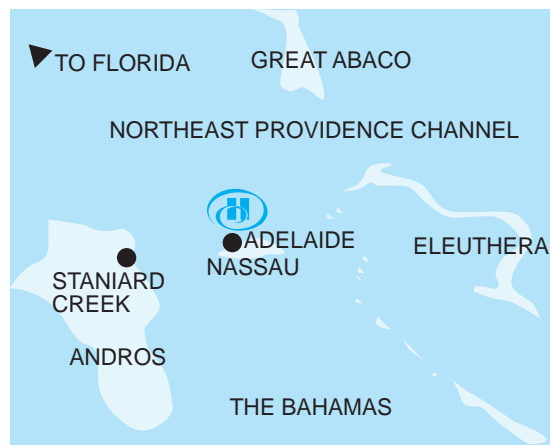 TO FLORIDA
GREAT ABACO
NORTHEAST PROVIDENCE CHANNEL
H
ADELAIDE
NASSAU
ELEUTHERA
STANIARD
CREEK
ANDROS
THE BAHAMAS